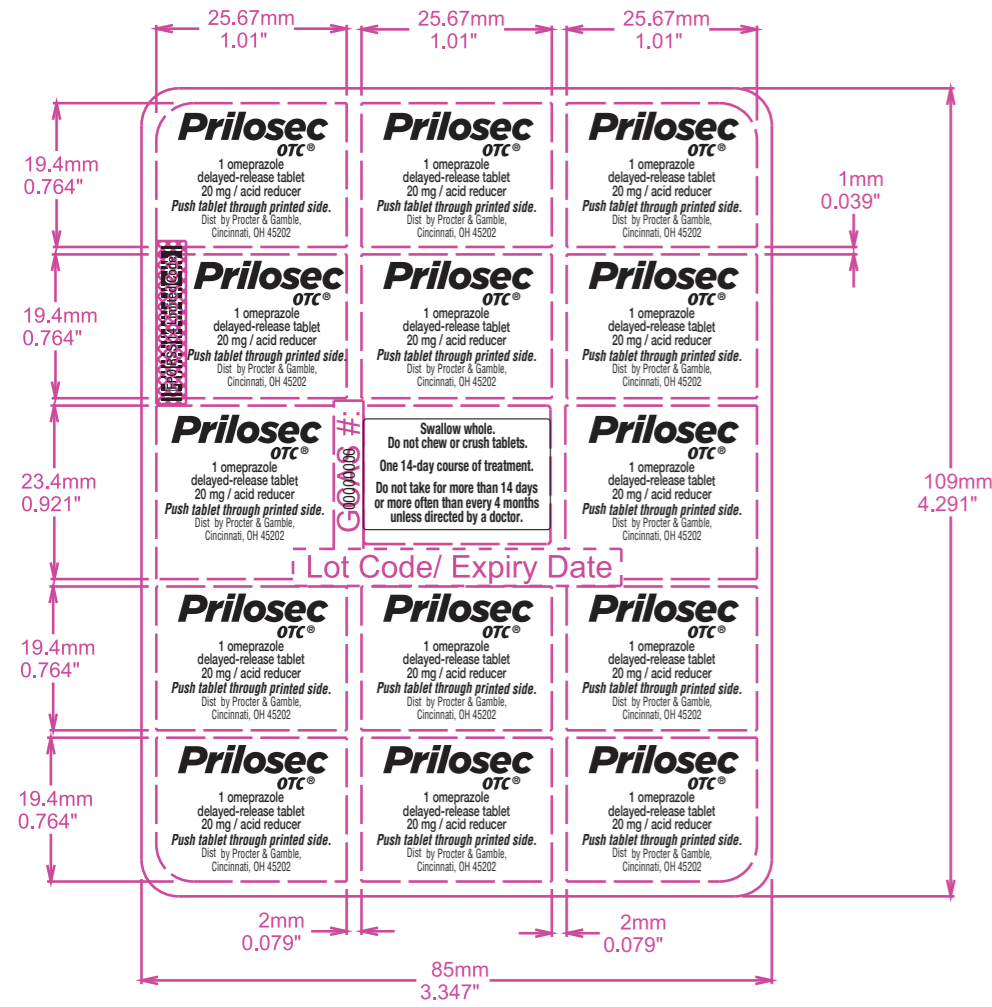 25.67mm
1.01"
25.67mm
1.01"
25.67mm
1.01"
19.4mm
0.764"
Prilosec
OTC®
1 omeprazole
delayed-release tablet
20 mg / acid reducer
Push tablet through printed side.
Dist by Procter & Gamble,
Cincinnati, OH 45202
Prilosec
OTC®
1 omeprazole
delayed-release tablet
20 mg / acid reducer
Push tablet through printed side.
Dist by Procter & Gamble,
Cincinnati, OH 45202
Prilosec
OTC®
1 omeprazole
delayed-release tablet
20 mg / acid reducer
Push tablet through printed side.
Dist by Procter & Gamble,
Cincinnati, OH 45202
1mm
0.039"
19.4mm
0.764"
Limited Code
Prilosec
OTC®
1 omeprazole
delayed-release tablet
20 mg / acid reducer
Push tablet through printed side.
Dist by Procter & Gamble,
Cincinnati, OH 45202
Prilosec
OTC®
1 omeprazole
delayed-release tablet
20 mg / acid reducer
Push tablet through printed side.
Dist by Procter & Gamble,
Cincinnati, OH 45202
Prilosec
OTC®
1 omeprazole
delayed-release tablet
20 mg / acid reducer
Push tablet through printed side.
Dist by Procter & Gamble,
Cincinnati, OH 45202
23.4mm
0.921"
Prilosec
OTC®
1 omeprazole
delayed-release tablet
20 mg / acid reducer
Push tablet through printed side.
Dist by Procter & Gamble,
Cincinnati, OH 45202
GCAS #:
00000000
Swallow whole.
Do not chew or crush tablets.
One 14-day course of treatment.
Do not take for more than 14 days
or more often than every 4 months
unless directed by a doctor.
Prilosec
OTC®
1 omeprazole
delayed-release tablet
20 mg / acid reducer
Push tablet through printed side.
Dist by Procter & Gamble,
Cincinnati, OH 45202
109mm
4.291"
Lot Code/ Expiry Date
19.4mm
0.764"
Prilosec
OTC®
1 omeprazole
delayed-release tablet
20 mg / acid reducer
Push tablet through printed side.
Dist by Procter & Gamble,
Cincinnati, OH 45202
Prilosec
OTC®
1 omeprazole
delayed-release tablet
20 mg / acid reducer
Push tablet through printed side.
Dist by Procter & Gamble,
Cincinnati, OH 45202
Prilosec
OTC®
1 omeprazole
delayed-release tablet
20 mg / acid reducer
Push tablet through printed side.
Dist by Procter & Gamble,
Cincinnati, OH 45202
19.4mm
0.764"
Prilosec
OTC®
1 omeprazole
delayed-release tablet
20 mg / acid reducer
Push tablet through printed side.
Dist by Procter & Gamble,
Cincinnati, OH 45202
Prilosec
OTC®
1 omeprazole
delayed-release tablet
20 mg / acid reducer
Push tablet through printed side.
Dist by Procter & Gamble,
Cincinnati, OH 45202
Prilosec
OTC®
1 omeprazole
delayed-release tablet
20 mg / acid reducer
Push tablet through printed side.
Dist by Procter & Gamble,
Cincinnati, OH 45202
2mm
0.079"
2mm
0.079"
85mm
3.347"